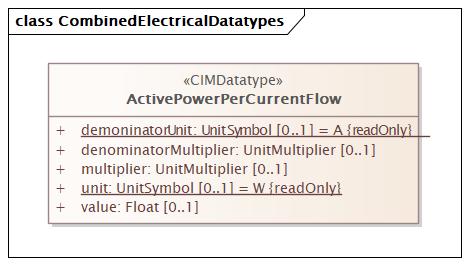 class CombinedElectricalDatatypes
«CIMDatatype»
ActivePowerPerCurrentFlow
+ demoninatorUnit: UnitSymbol [0..1] = A {readOnly}
+ denominatorMultiplier: UnitMultiplier [0..1]
+ multiplier: UnitMultiplier [0..1]
+ unit: UnitSymbol [0..1] = W {readOnly}
+ value: Float [0..1]